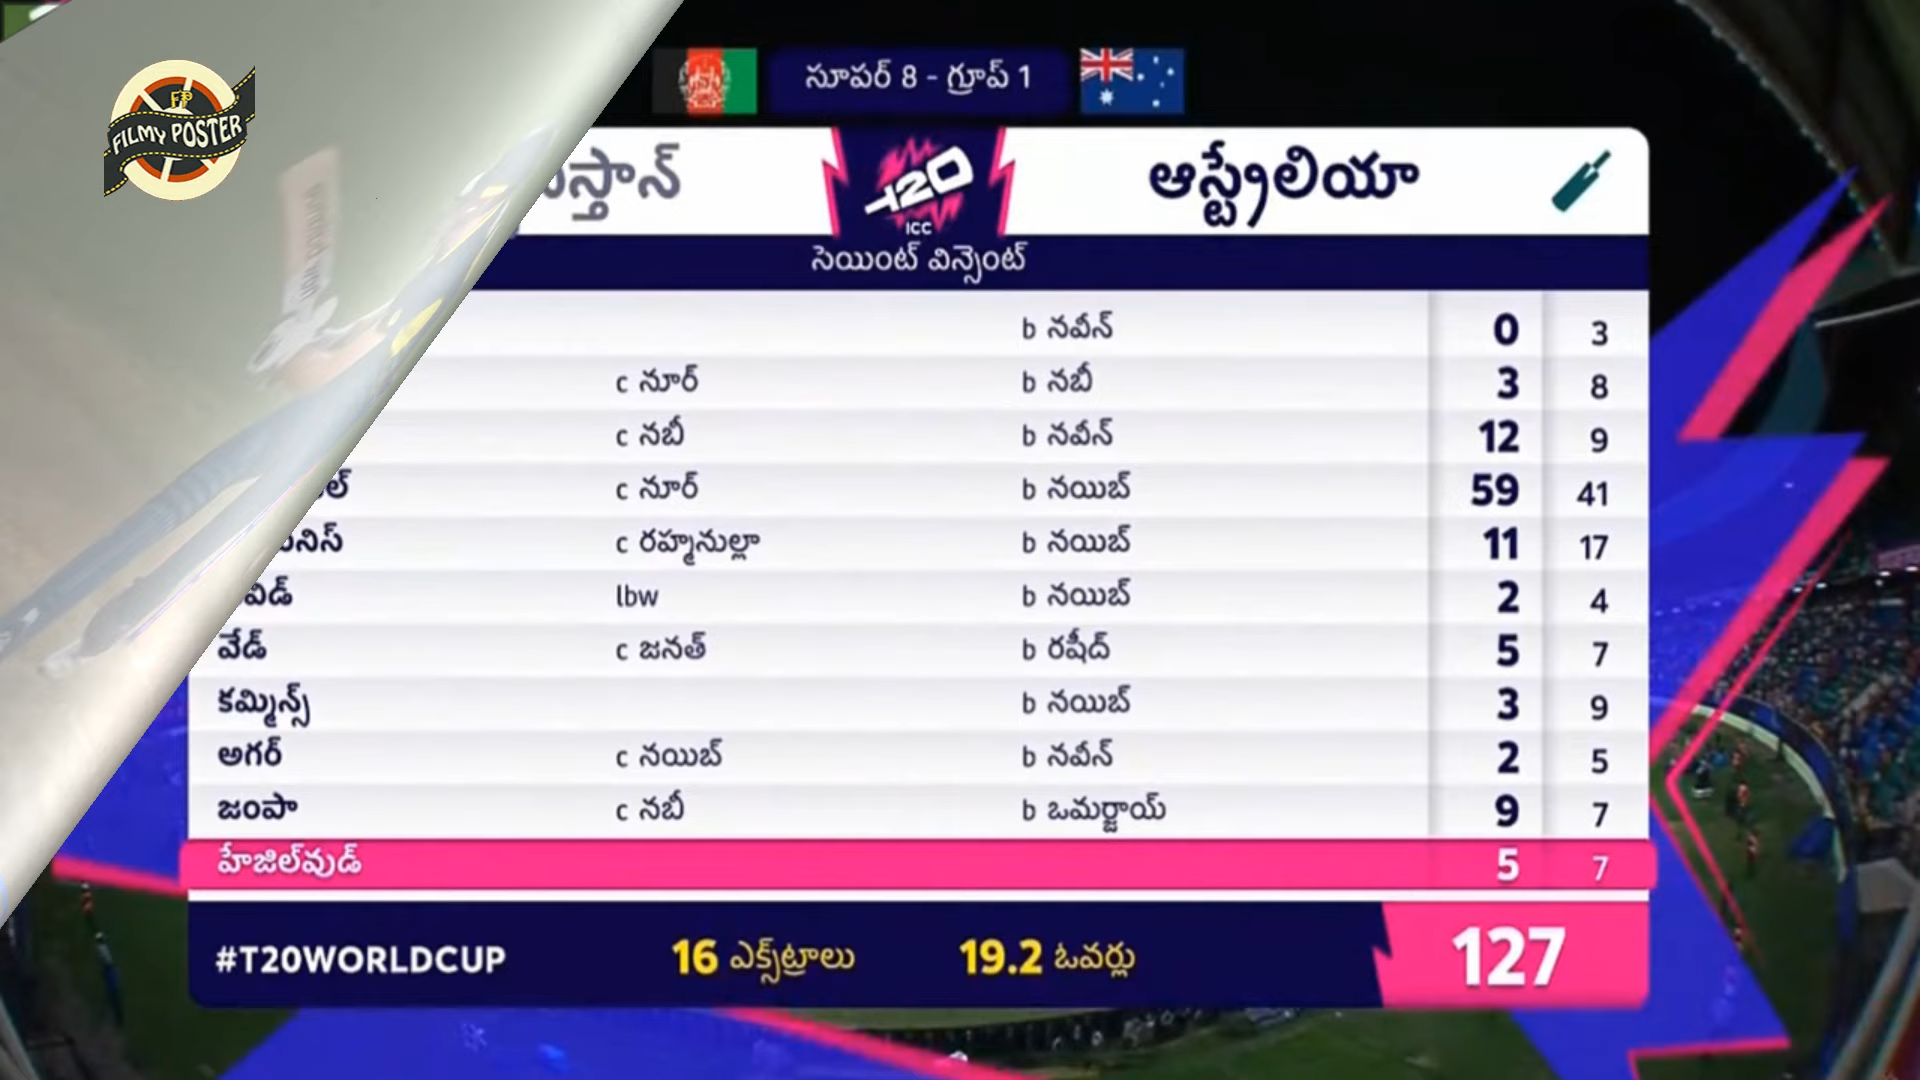 FILMY POSTER
సూపర్ 8 - గ్రూప్ 1
ఆస్ట్రేలియా
T20
ICC
సెయింట్ విన్సెంట్
b నవీన్ 0 3
c నూర్ b నబీ 3 8
c నబీ b నవీన్ 12 9
c నూర్ b నయిబ్ 59 41
c రహ్మనుల్లా b నయిబ్ 11 17
lbw b నయిబ్ 2 4
వేడ్ c జనత్ b రషీద్ 5 7
కమ్మిన్స్ b నయిబ్ 3 9
అగర్ c నయిబ్ b నవీన్ 2 5
జంపా c నబీ b ఒమర్జాయ్ 9 7
హేజిల్‌వుడ్ 5 7
#T20WORLDCUP 16 ఎక్స్‌ట్రాలు 19.2 ఓవర్లు 127